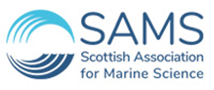 SAMS
Scottish Association
for Marine Science